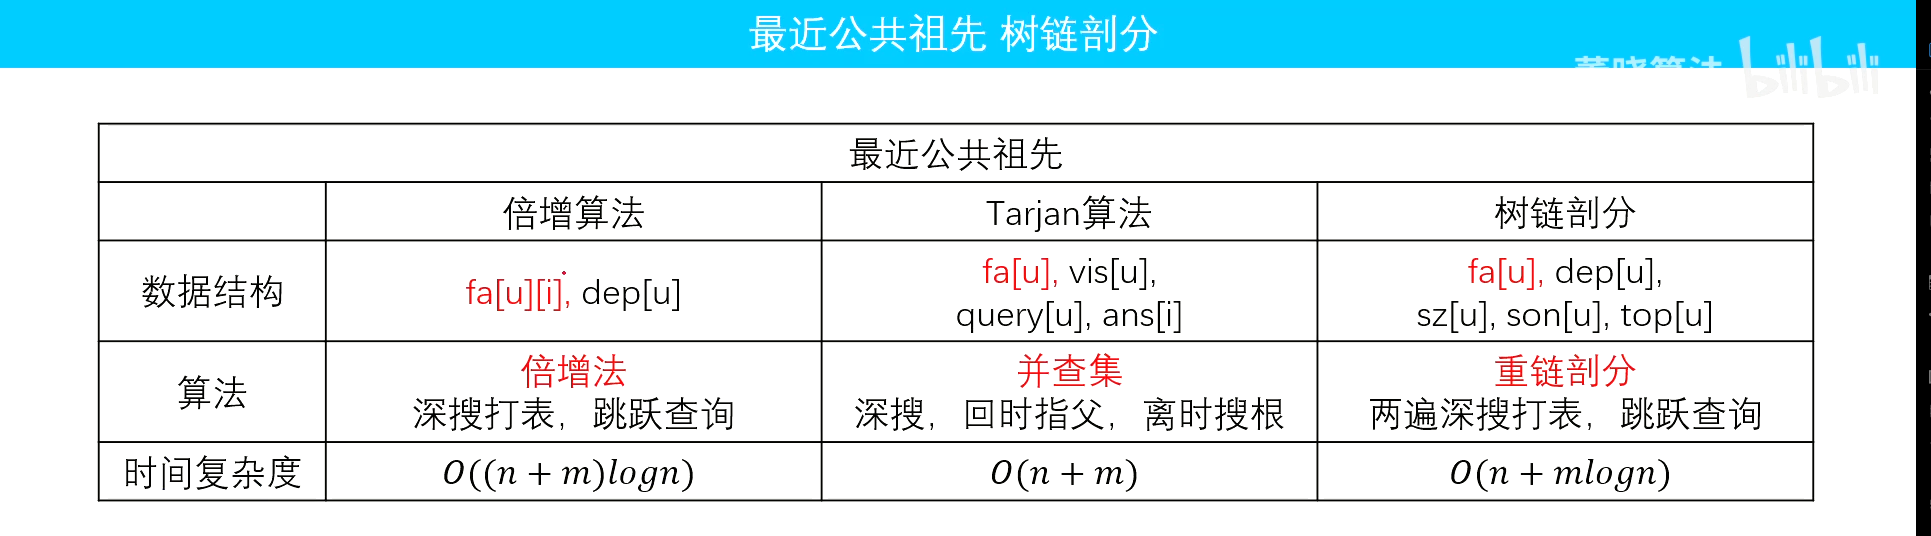 最近公共祖先 树链剖分
董晓算法 bilibili
最近公共祖先
倍增算法 Tarjan算法 树链剖分
数据结构 fa[u][i], dep[u] fa[u], vis[u], fa[u], dep[u],
query[u], ans[i] sz[u], son[u], top[u]
算法 倍增法 并查集 重链剖分
深搜打表，跳跃查询 深搜，回时指父，离时搜根 两遍深搜打表，跳跃查询
时间复杂度 O((n + m)logn) O(n + m) O(n + mlogn)